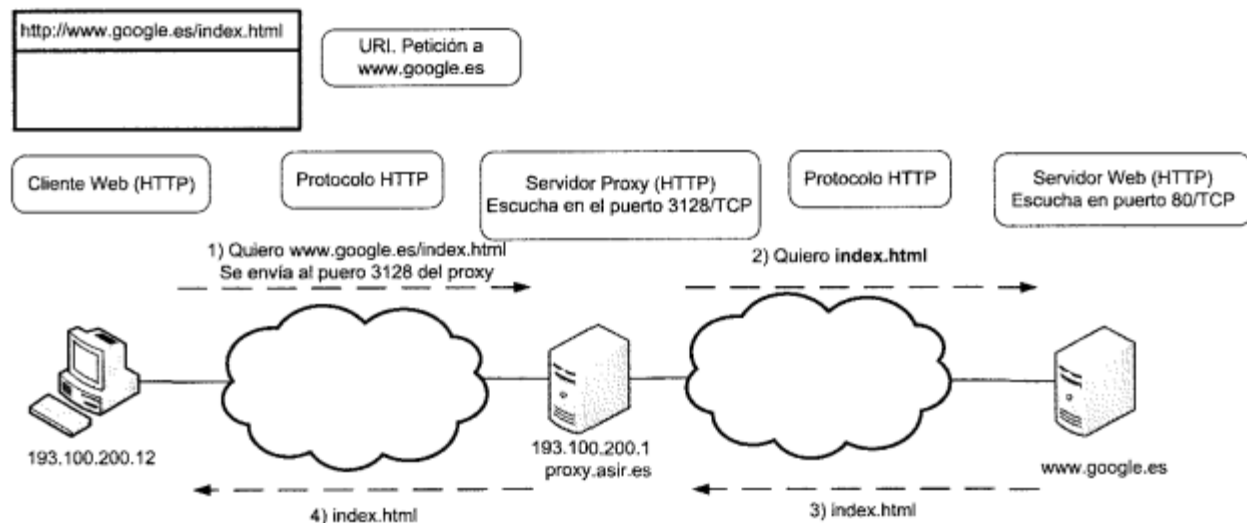 http://www.google.es/index.html
URI. Petición a
www.google.es
Cliente Web (HTTP)
Protocolo HTTP
Servidor Proxy (HTTP)
Escucha en el puerto 3128/TCP
Protocolo HTTP
Servidor Web (HTTP)
Escucha en puerto 80/TCP
1) Quiero www.google.es/index.html
Se envía al puero 3128 del proxy
2) Quiero index.html
193.100.200.12
193.100.200.1
proxy.asir.es
www.google.es
4) index.html
3) index.html